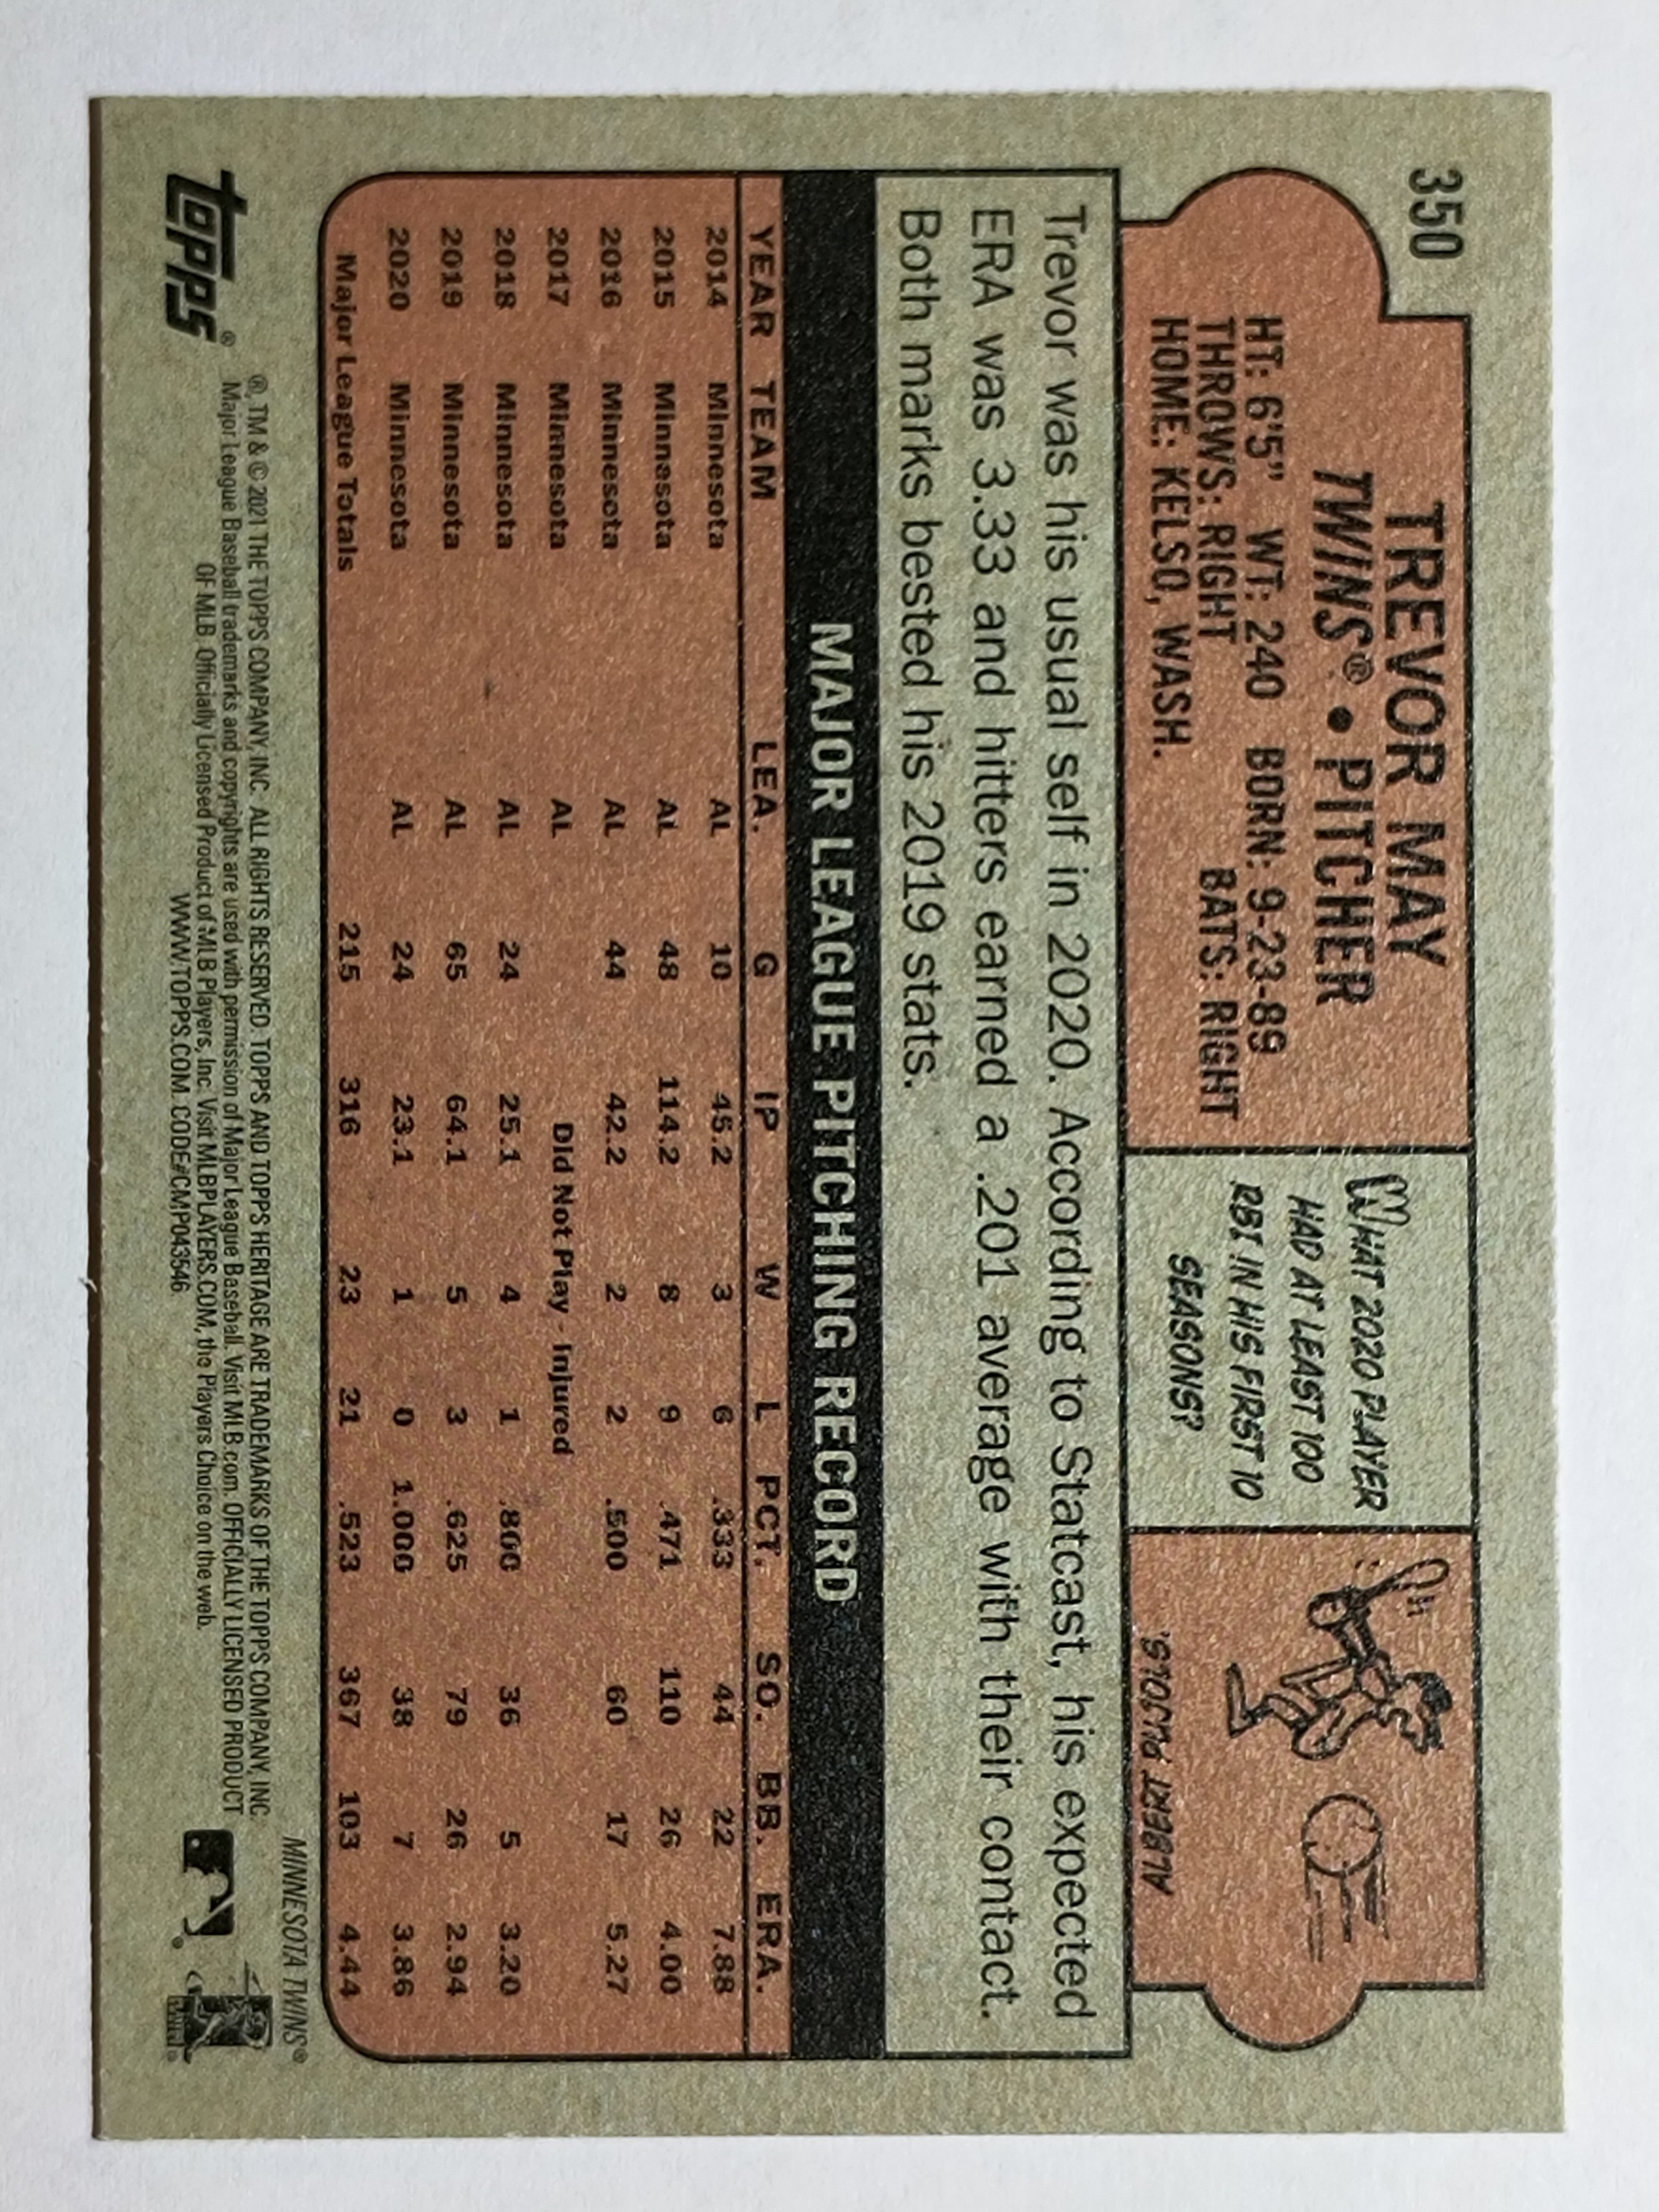 350
TREVOR MAY
TWINS® • PITCHER
HT: 6'5" WT: 240 BORN: 9-23-89
THROWS: RIGHT BATS: RIGHT
HOME: KELSO, WASH.
WHAT 2020 PLAYER
HAD AT LEAST 100
RBI IN HIS FIRST 10
SEASONS?
ALBERT PUJOLS.
Trevor was his usual self in 2020. According to Statcast, his expected
ERA was 3.33 and hitters earned a .201 average with their contact.
Both marks bested his 2019 stats.
MAJOR LEAGUE PITCHING RECORD
YEAR TEAM LEA. G IP W L PCT. SO. BB. ERA.
2014 Minnesota AL 10 45.2 3 6 .333 44 22 7.88
2015 Minnesota AL 48 114.2 8 9 .471 110 26 4.00
2016 Minnesota AL 44 42.2 2 2 .500 60 17 5.27
2017 Minnesota AL Did Not Play - Injured
2018 Minnesota AL 24 25.1 4 1 .800 36 5 3.20
2019 Minnesota AL 65 64.1 5 3 .625 79 26 2.94
2020 Minnesota AL 24 23.1 1 0 1.000 38 7 3.86
Major League Totals 215 316 23 21 .523 367 103 4.44
MINNESOTA TWINS®
topps®
®, TM & © 2021 THE TOPPS COMPANY, INC. ALL RIGHTS RESERVED. TOPPS AND TOPPS HERITAGE ARE TRADEMARKS OF THE TOPPS COMPANY, INC.
Major League Baseball trademarks and copyrights are used with permission of Major League Baseball. Visit MLB.com. OFFICIALLY LICENSED PRODUCT
OF MLB Players, Inc. Officially Licensed Product of MLB Players, Inc. Visit MLBPLAYERS.COM, the Players Choice on the web.
WWW.TOPPS.COM. CODE#CMP043546